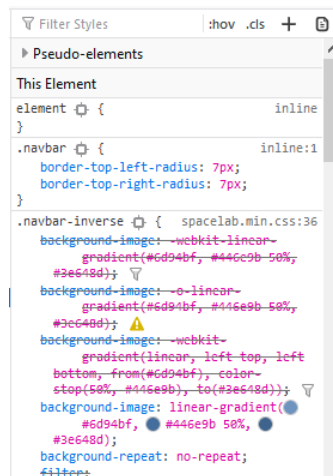 Filter Styles :hov .cls +
Pseudo-elements
This Element
element { inline
}
.navbar { inline:1
border-top-left-radius: 7px;
border-top-right-radius: 7px;
}
.navbar-inverse { spacelab.min.css:36
background-image: -webkit-linear-
gradient(#6d94bf, #446e9b 50%,
#3e648d);
background-image: -o-linear-
gradient(#6d94bf, #446e9b 50%,
#3e648d);
background-image: -webkit-
gradient(linear, left top, left
bottom, from(#6d94bf), color-
stop(50%, #446e9b), to(#3e648d));
background-image: linear-gradient(
#6d94bf, #446e9b 50%,
#3e648d);
background-repeat: no-repeat;
filter: